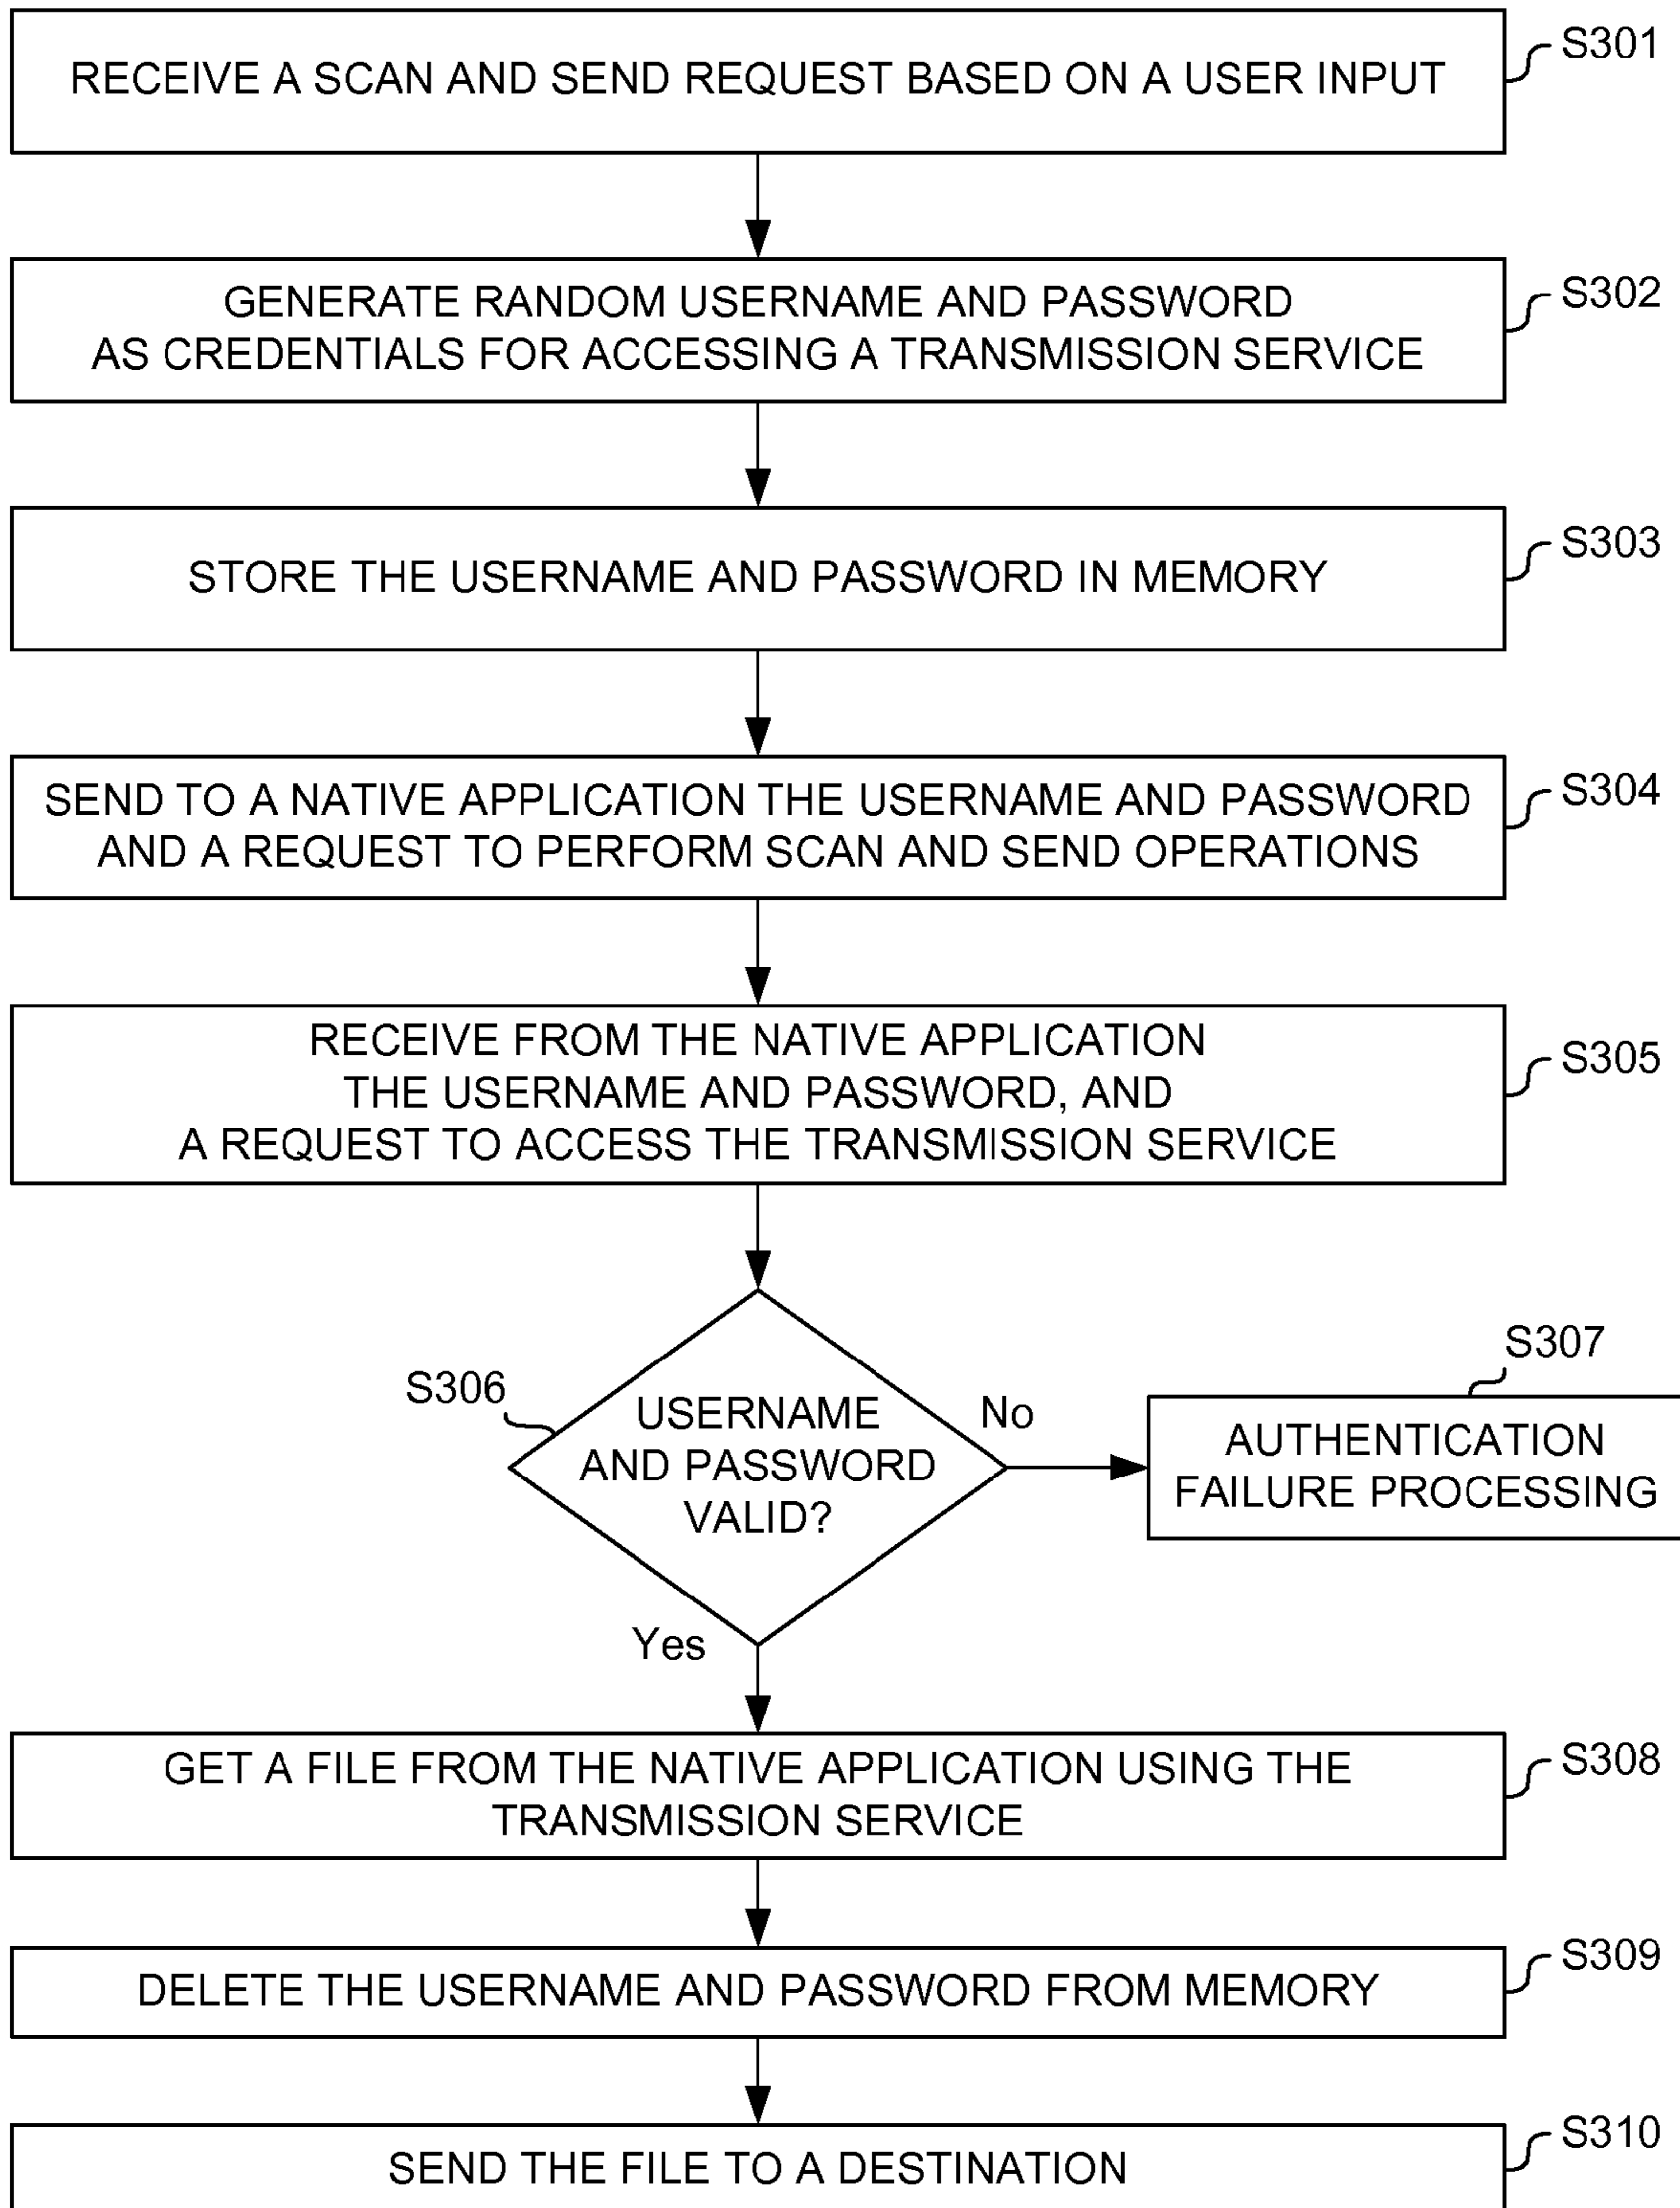 RECEIVE A SCAN AND SEND REQUEST BASED ON A USER INPUT
S301
GENERATE RANDOM USERNAME AND PASSWORD
AS CREDENTIALS FOR ACCESSING A TRANSMISSION SERVICE
S302
STORE THE USERNAME AND PASSWORD IN MEMORY
S303
SEND TO A NATIVE APPLICATION THE USERNAME AND PASSWORD
AND A REQUEST TO PERFORM SCAN AND SEND OPERATIONS
S304
RECEIVE FROM THE NATIVE APPLICATION
THE USERNAME AND PASSWORD, AND
A REQUEST TO ACCESS THE TRANSMISSION SERVICE
S305
S306
USERNAME
AND PASSWORD
VALID?
No
S307
AUTHENTICATION
FAILURE PROCESSING
Yes
GET A FILE FROM THE NATIVE APPLICATION USING THE
TRANSMISSION SERVICE
S308
DELETE THE USERNAME AND PASSWORD FROM MEMORY
S309
SEND THE FILE TO A DESTINATION
S310